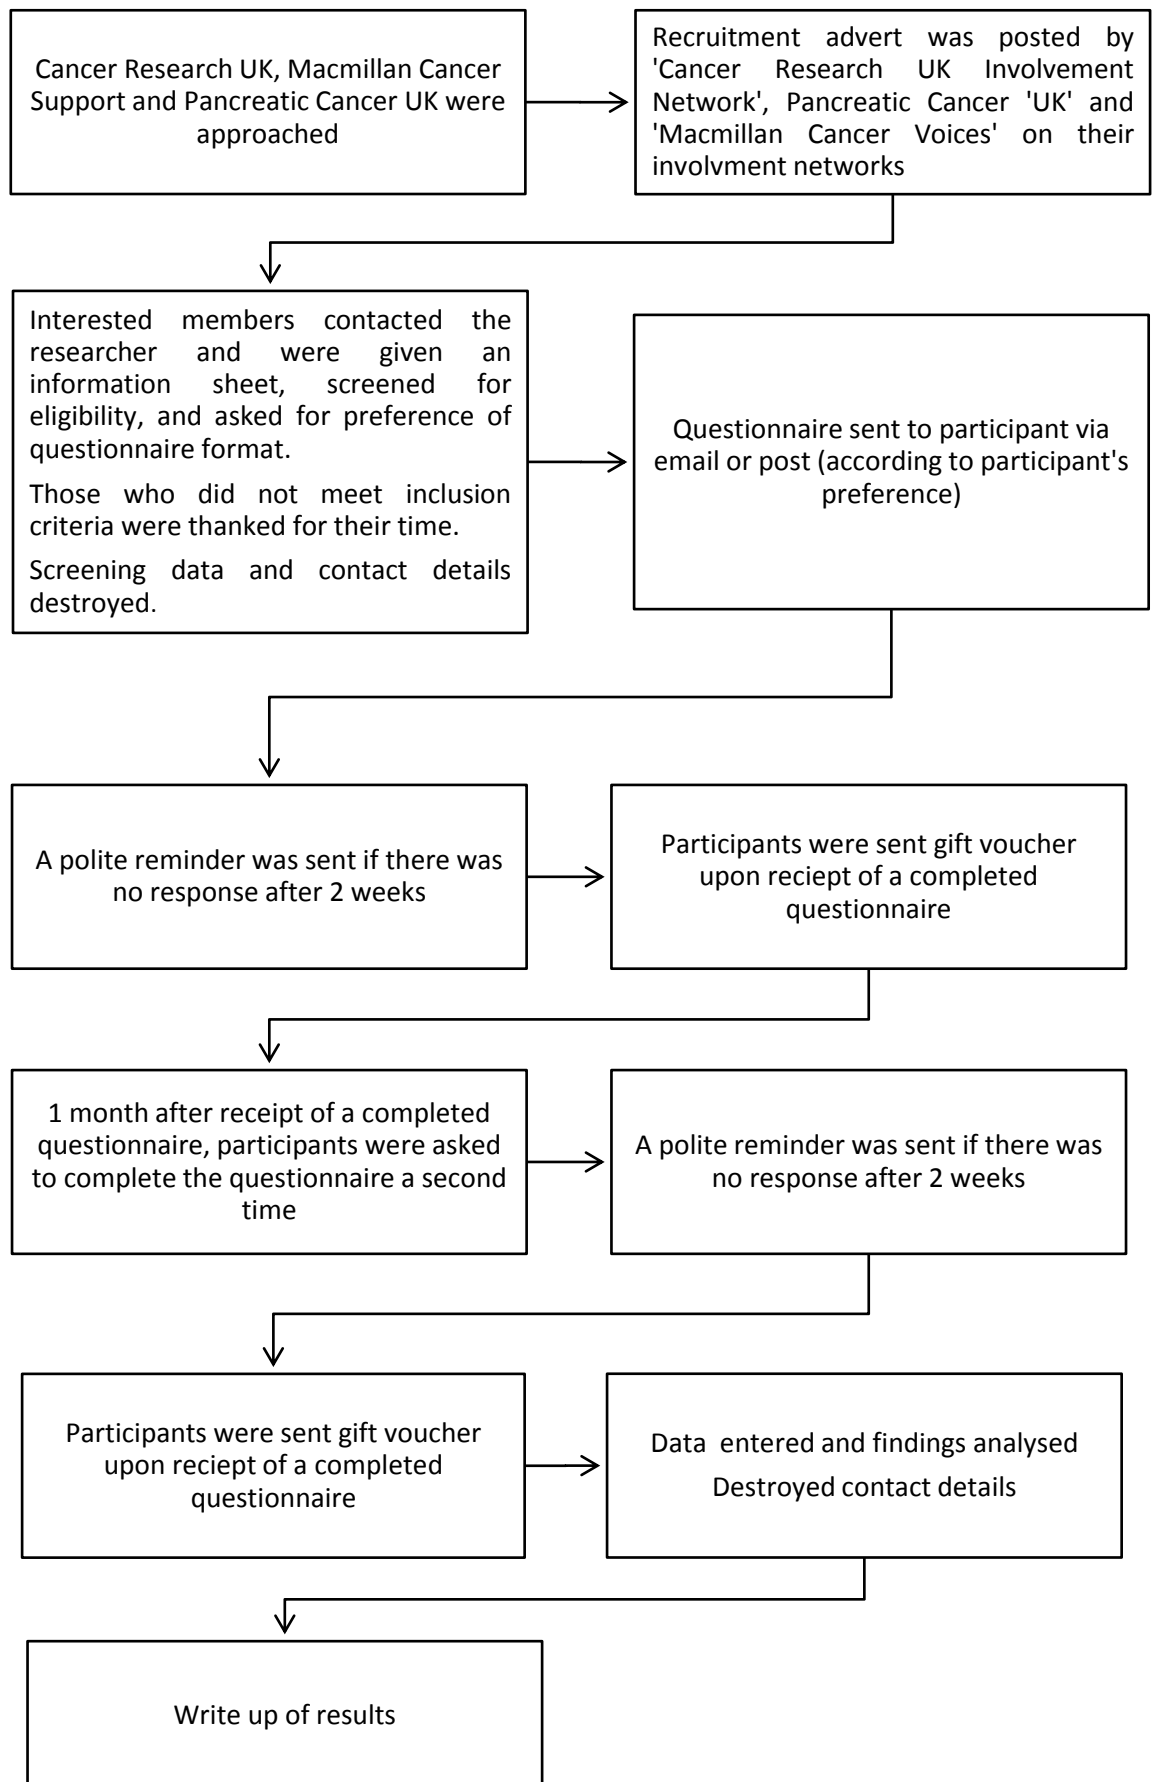 Cancer Research UK, Macmillan Cancer
Support and Pancreatic Cancer UK were
approached
Recruitment advert was posted by
'Cancer Research UK Involvement
Network', Pancreatic Cancer 'UK' and
'Macmillan Cancer Voices' on their
involvment networks
Interested members contacted the
researcher and were given an
information sheet, screened for
eligibility, and asked for preference of
questionnaire format.
Those who did not meet inclusion
criteria were thanked for their time.
Screening data and contact details
destroyed.
Questionnaire sent to participant via
email or post (according to participant's
preference)
A polite reminder was sent if there was
no response after 2 weeks
Participants were sent gift voucher
upon reciept of a completed
questionnaire
1 month after receipt of a completed
questionnaire, participants were asked
to complete the questionnaire a second
time
A polite reminder was sent if there was
no response after 2 weeks
Participants were sent gift voucher
upon reciept of a completed
questionnaire
Data entered and findings analysed
Destroyed contact details
Write up of results